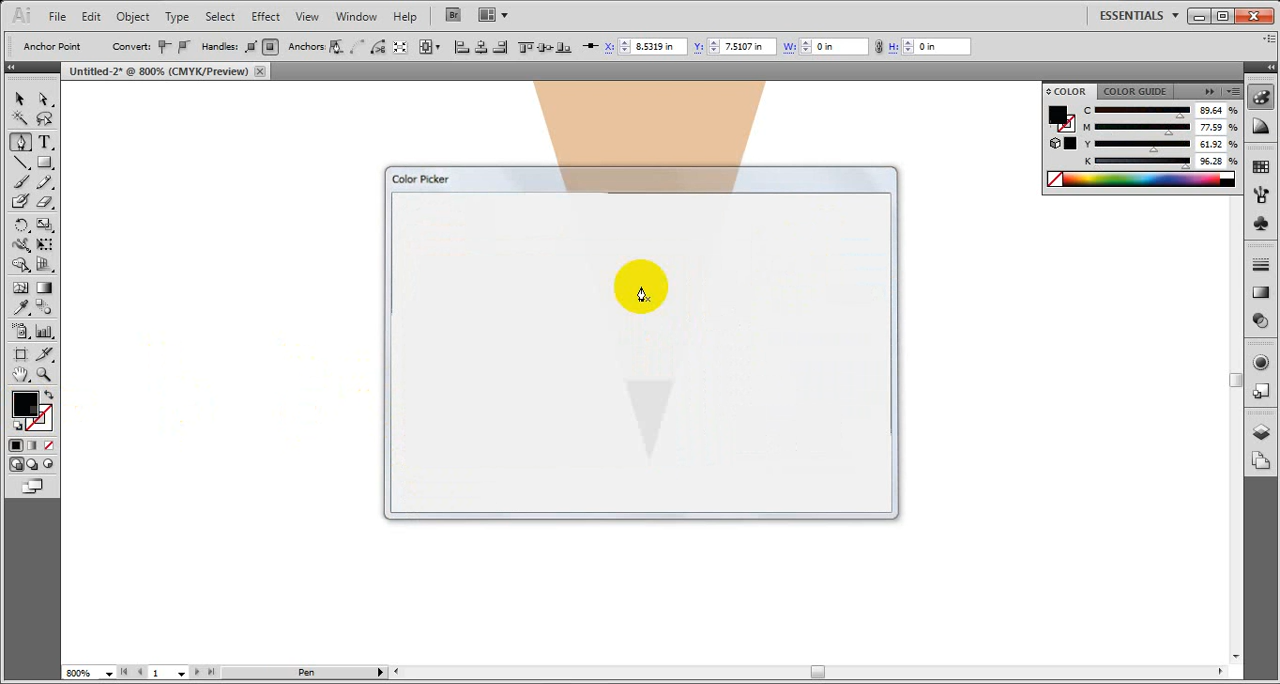 Ai File Edit Object Type Select Effect View Window Help Br ESSENTIALS
Anchor Point Convert: Handles: Anchors: X: 8.5319 in Y: 7.5107 in W: 0 in H: 0 in
Untitled-2* @ 800% (CMYK/Preview)
COLOR COLOR GUIDE
C 89.64 %
M 77.59 %
Y 61.92 %
K 96.28 %
Color Picker
T
800% 1 Pen